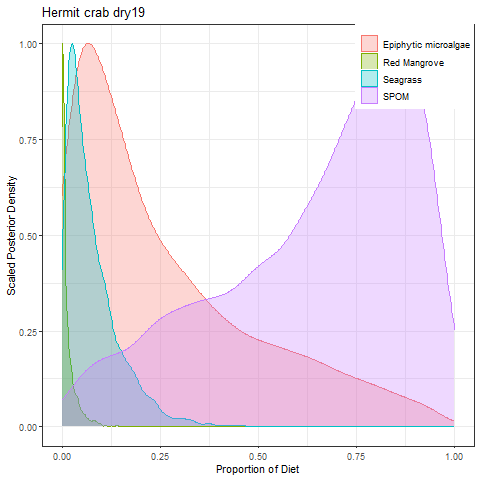 Hermit crab dry19
Epiphytic microalgae
Red Mangrove
Seagrass
SPOM
Scaled Posterior Density
1.00
0.75
0.50
0.25
0.00
0.00 0.25 0.50 0.75 1.00
Proportion of Diet